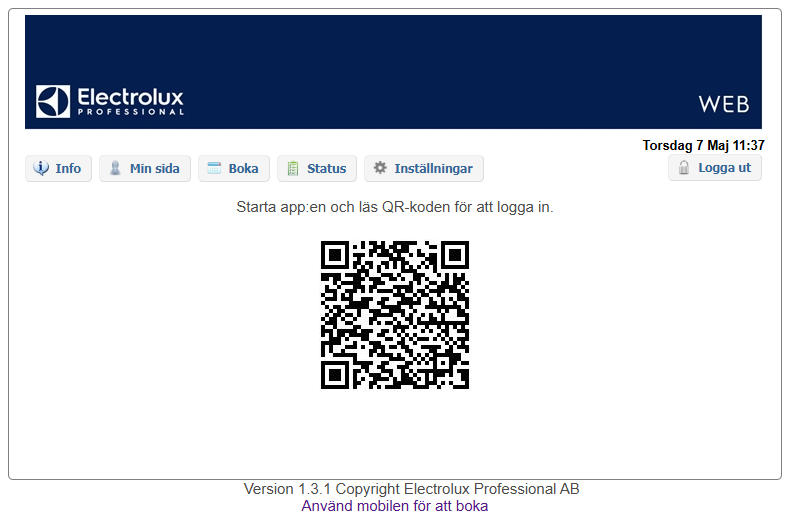 Electrolux
PROFESSIONAL
WEB
Torsdag 7 Maj 11:37
Info
Min sida
Boka
Status
Inställningar
Logga ut
Starta app:en och läs QR-koden för att logga in.
Version 1.3.1 Copyright Electrolux Professional AB
Använd mobilen för att boka